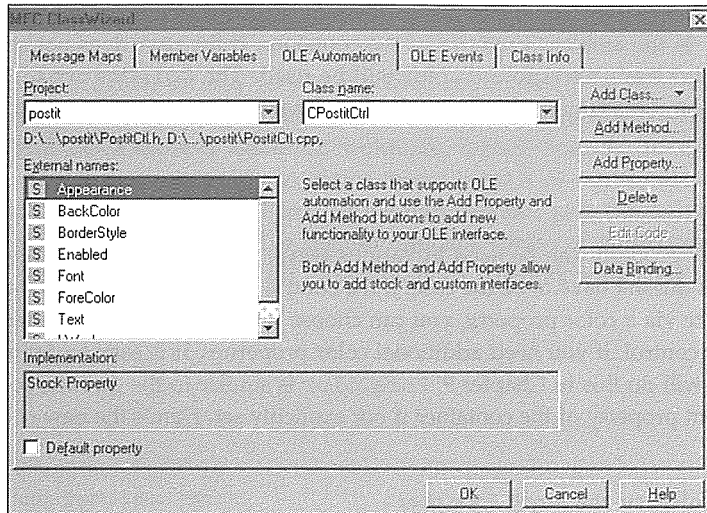 MFC ClassWizard
Message Maps Member Variables OLE Automation OLE Events Class Info
Project:
postit
D:\...\postit\PostitCtl.h, D:\...\postit\PostitCtl.cpp,
Class name:
CPostitCtrl
External names:
S Appearance
S BackColor
S BorderStyle
S Enabled
S Font
S ForeColor
S Text
Select a class that supports OLE
automation and use the Add Property and
Add Method buttons to add new
functionality to your OLE interface.
Both Add Method and Add Property allow
you to add stock and custom interfaces.
Add Class...
Add Method...
Add Property...
Delete
Edit Code
Data Binding...
Implementation:
Stock Property
Default property
OK Cancel Help